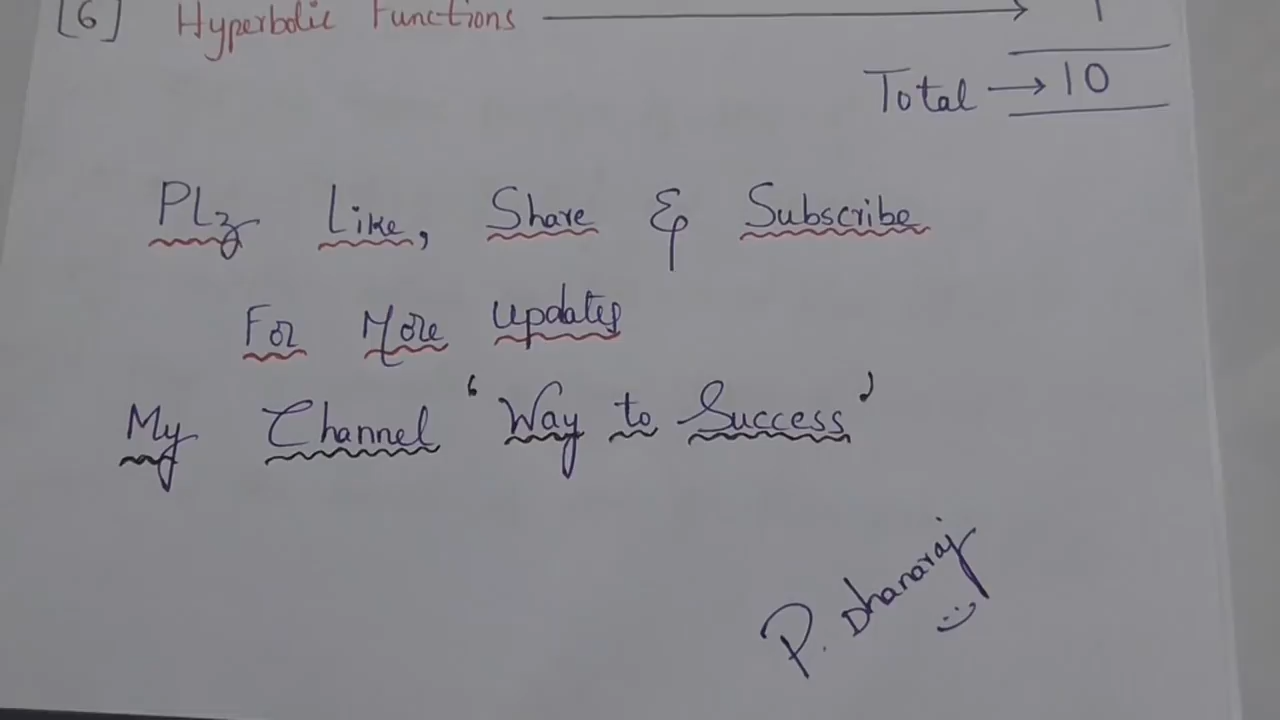 [6] Hyperbolic Functions → 1
Total → 10
PLz Like, Share & Subscribe
For More updates
My Channel ‘Way to Success’
P. Dhanaraj